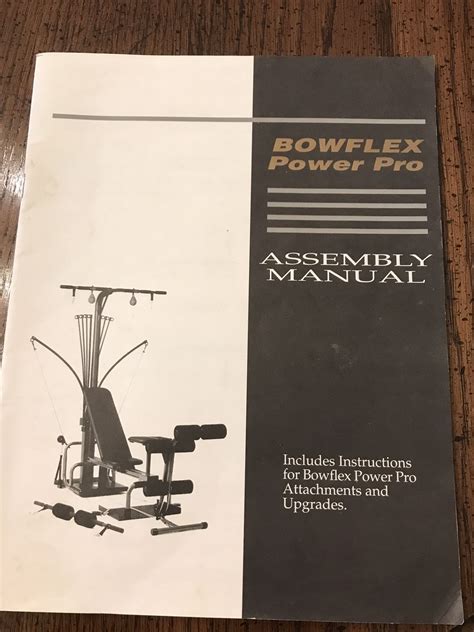 BOWFLEX
Power Pro
ASSEMBLY
MANUAL
Includes Instructions
for Bowflex Power Pro
Attachments and
Upgrades.